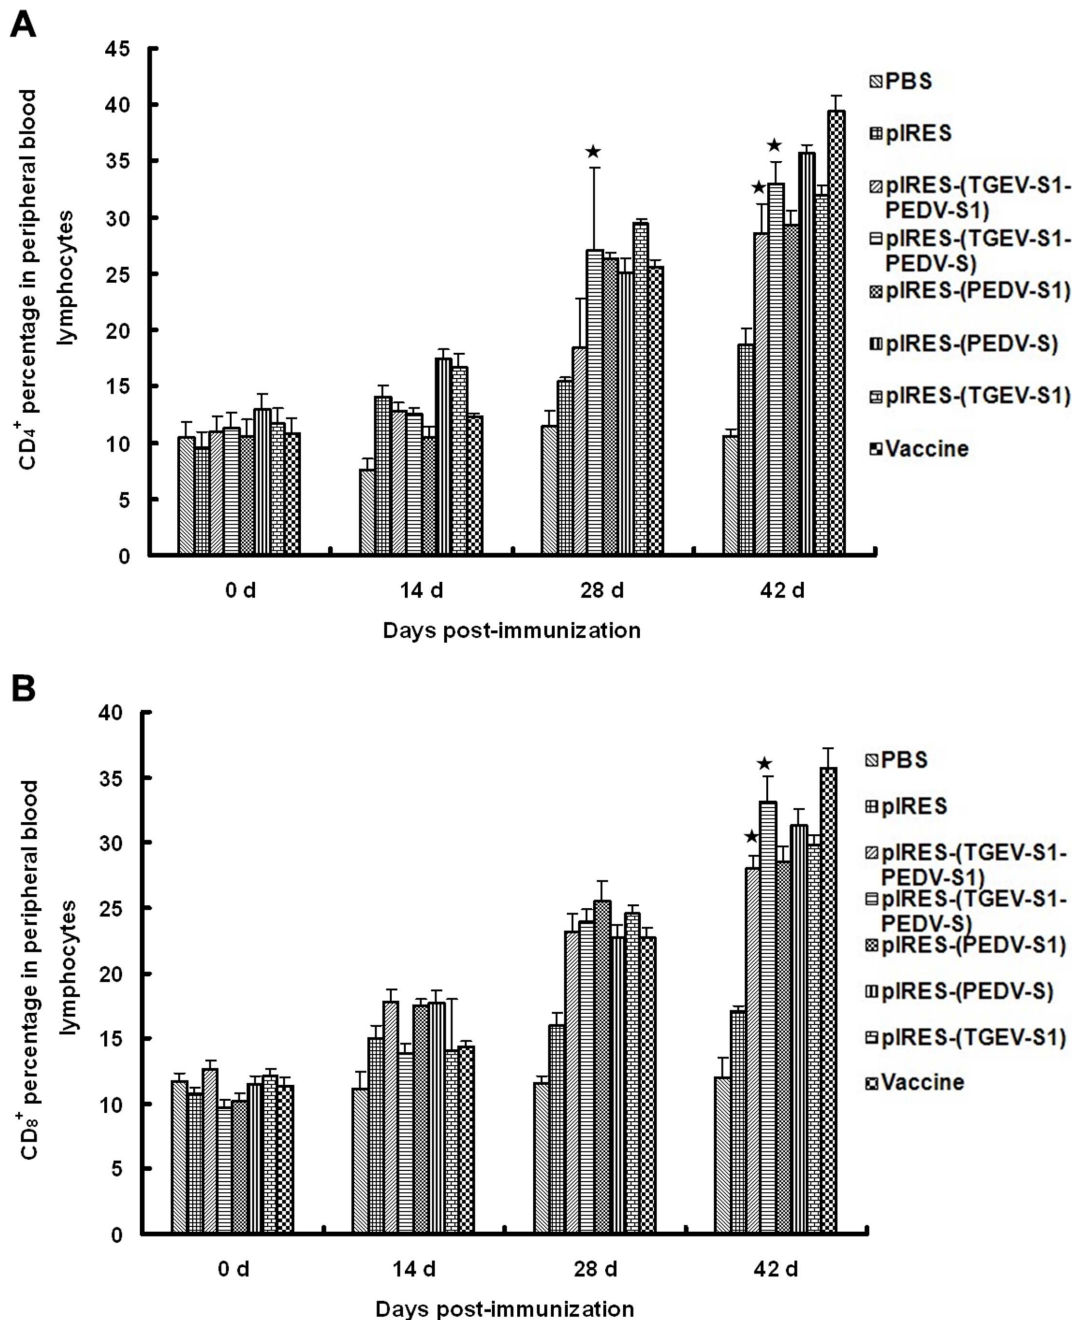 A
45
40
35
30
25
20
15
10
5
0
CD4+ percentage in peripheral blood
lymphocytes
★
★
★
0 d
14 d
28 d
42 d
Days post-immunization
PBS
pIRES
pIRES-(TGEV-S1-
PEDV-S1)
pIRES-(TGEV-S1-
PEDV-S)
pIRES-(PEDV-S1)
pIRES-(PEDV-S)
pIRES-(TGEV-S1)
Vaccine
B
40
35
30
25
20
15
10
5
0
CD8+ percentage in peripheral blood
lymphocytes
★
★
0 d
14 d
28 d
42 d
Days post-immunization
PBS
pIRES
pIRES-(TGEV-S1-
PEDV-S1)
pIRES-(TGEV-S1-
PEDV-S)
pIRES-(PEDV-S1)
pIRES-(PEDV-S)
pIRES-(TGEV-S1)
Vaccine